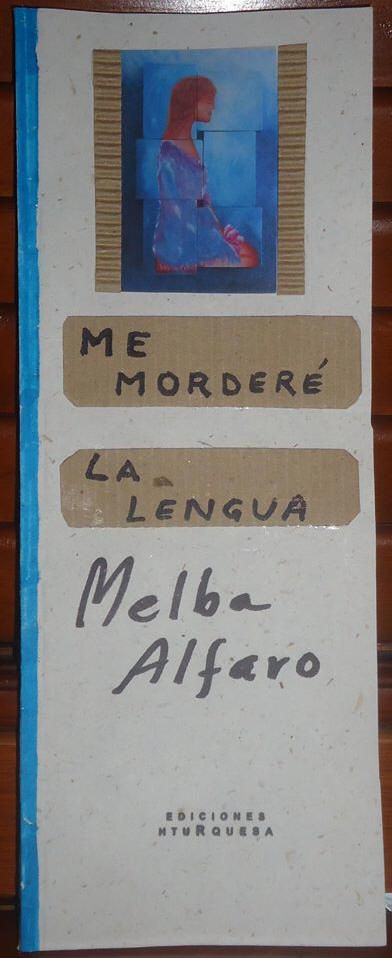 ME
MORDERÉ
LA
LENGUA
Melba
Alfaro
EDICIONES
NTURQUESA